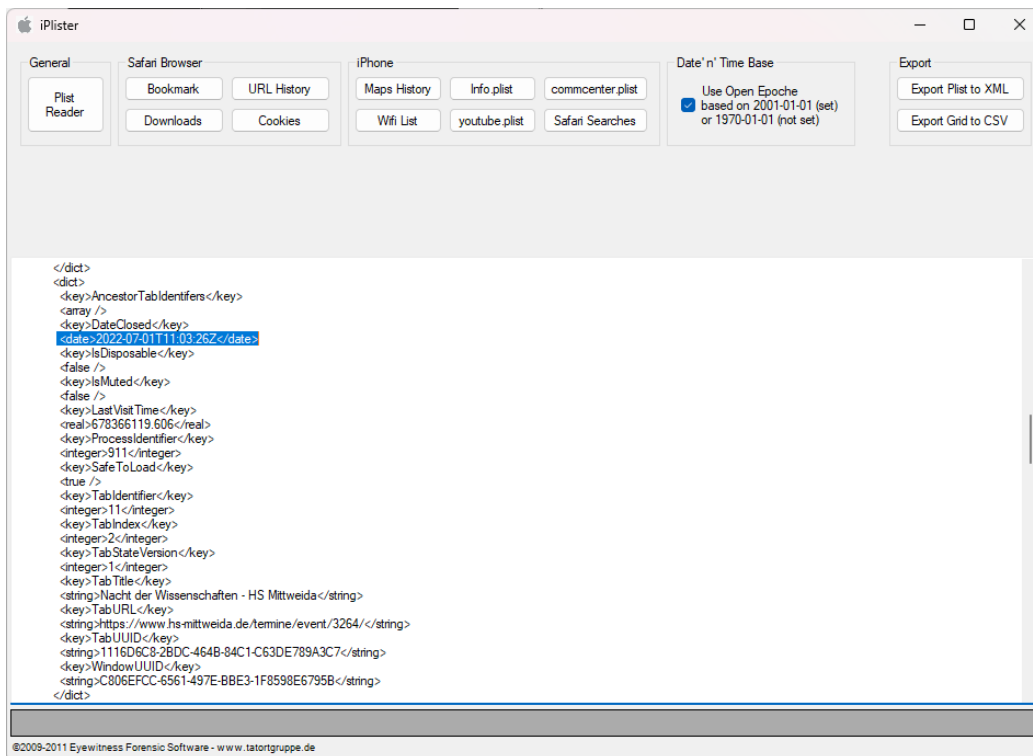 iPlister
General
Safari Browser
iPhone
Date'n'Time Base
Export
Plist
Reader
Bookmark
URL History
Downloads
Cookies
Maps History
Info.plist
commcenter.plist
Wifi List
youtube.plist
Safari Searches
Use Open Epoche
based on 2001-01-01 (set)
or 1970-01-01 (not set)
Export Plist to XML
Export Grid to CSV
</dict>
<dict>
<key>AncestorTabIdentifers</key>
<array />
<key>DateClosed</key>
<date>2022-07-01T11:03:26Z</date>
<key>IsDisposable</key>
<false />
<key>IsMuted</key>
<false />
<key>LastVisitTime</key>
<real>678366119.606</real>
<key>ProcessIdentifier</key>
<integer>911</integer>
<key>SafeToLoad</key>
<true />
<key>TabIdentifier</key>
<integer>11</integer>
<key>TabIndex</key>
<integer>2</integer>
<key>TabStateVersion</key>
<integer>1</integer>
<key>TabTitle</key>
<string>Nacht der Wissenschaften - HS Mittweida</string>
<key>TabURL</key>
<string>https://www.hs-mittweida.de/termine/event/3264/</string>
<key>TabUUID</key>
<string>1116D6C8-2BDC-464B-84C1-C63DE789A3C7</string>
<key>WindowUUID</key>
<string>C806EFCC-6561-497E-BBE3-1F8598E6795B</string>
</dict>
©2009-2011 Eyewitness Forensic Software - www.tatortgruppe.de